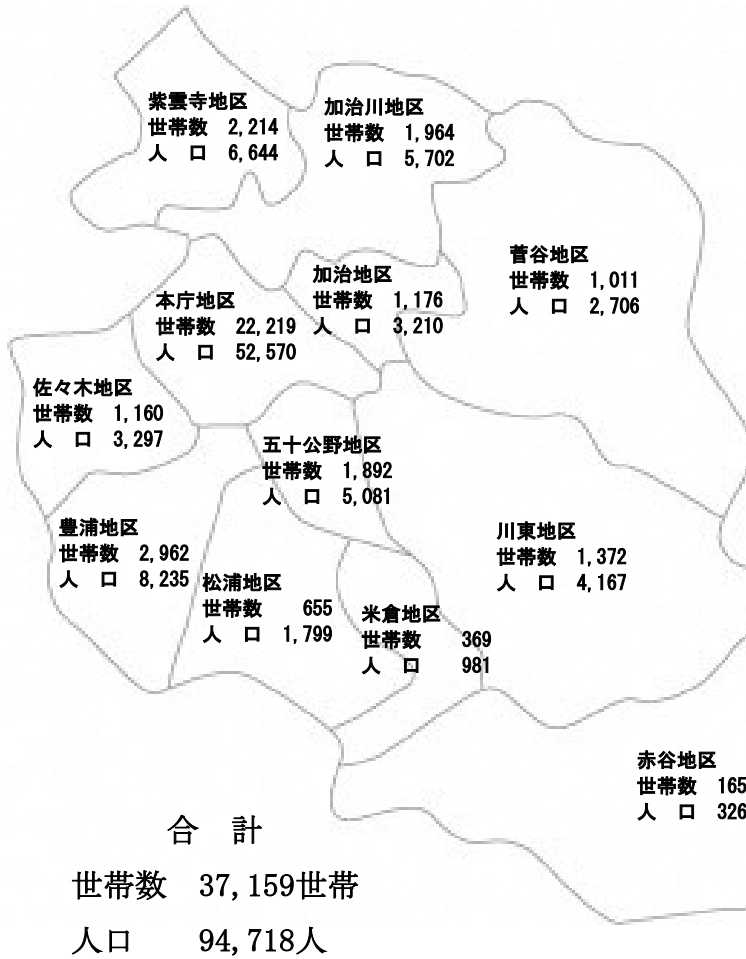 紫雲寺地区
世帯数 2,214
人 口 6,644
加治川地区
世帯数 1,964
人 口 5,702
菅谷地区
世帯数 1,011
人 口 2,706
加治地区
世帯数 1,176
人 口 3,210
本庁地区
世帯数 22,219
人 口 52,570
佐々木地区
世帯数 1,160
人 口 3,297
五十公野地区
世帯数 1,892
人 口 5,081
豊浦地区
世帯数 2,962
人 口 8,235
川東地区
世帯数 1,372
人 口 4,167
松浦地区
世帯数 655
人 口 1,799
米倉地区
世帯数 369
人 口 981
赤谷地区
世帯数 165
人 口 326
合 計
世帯数 37,159世帯
人口 94,718人